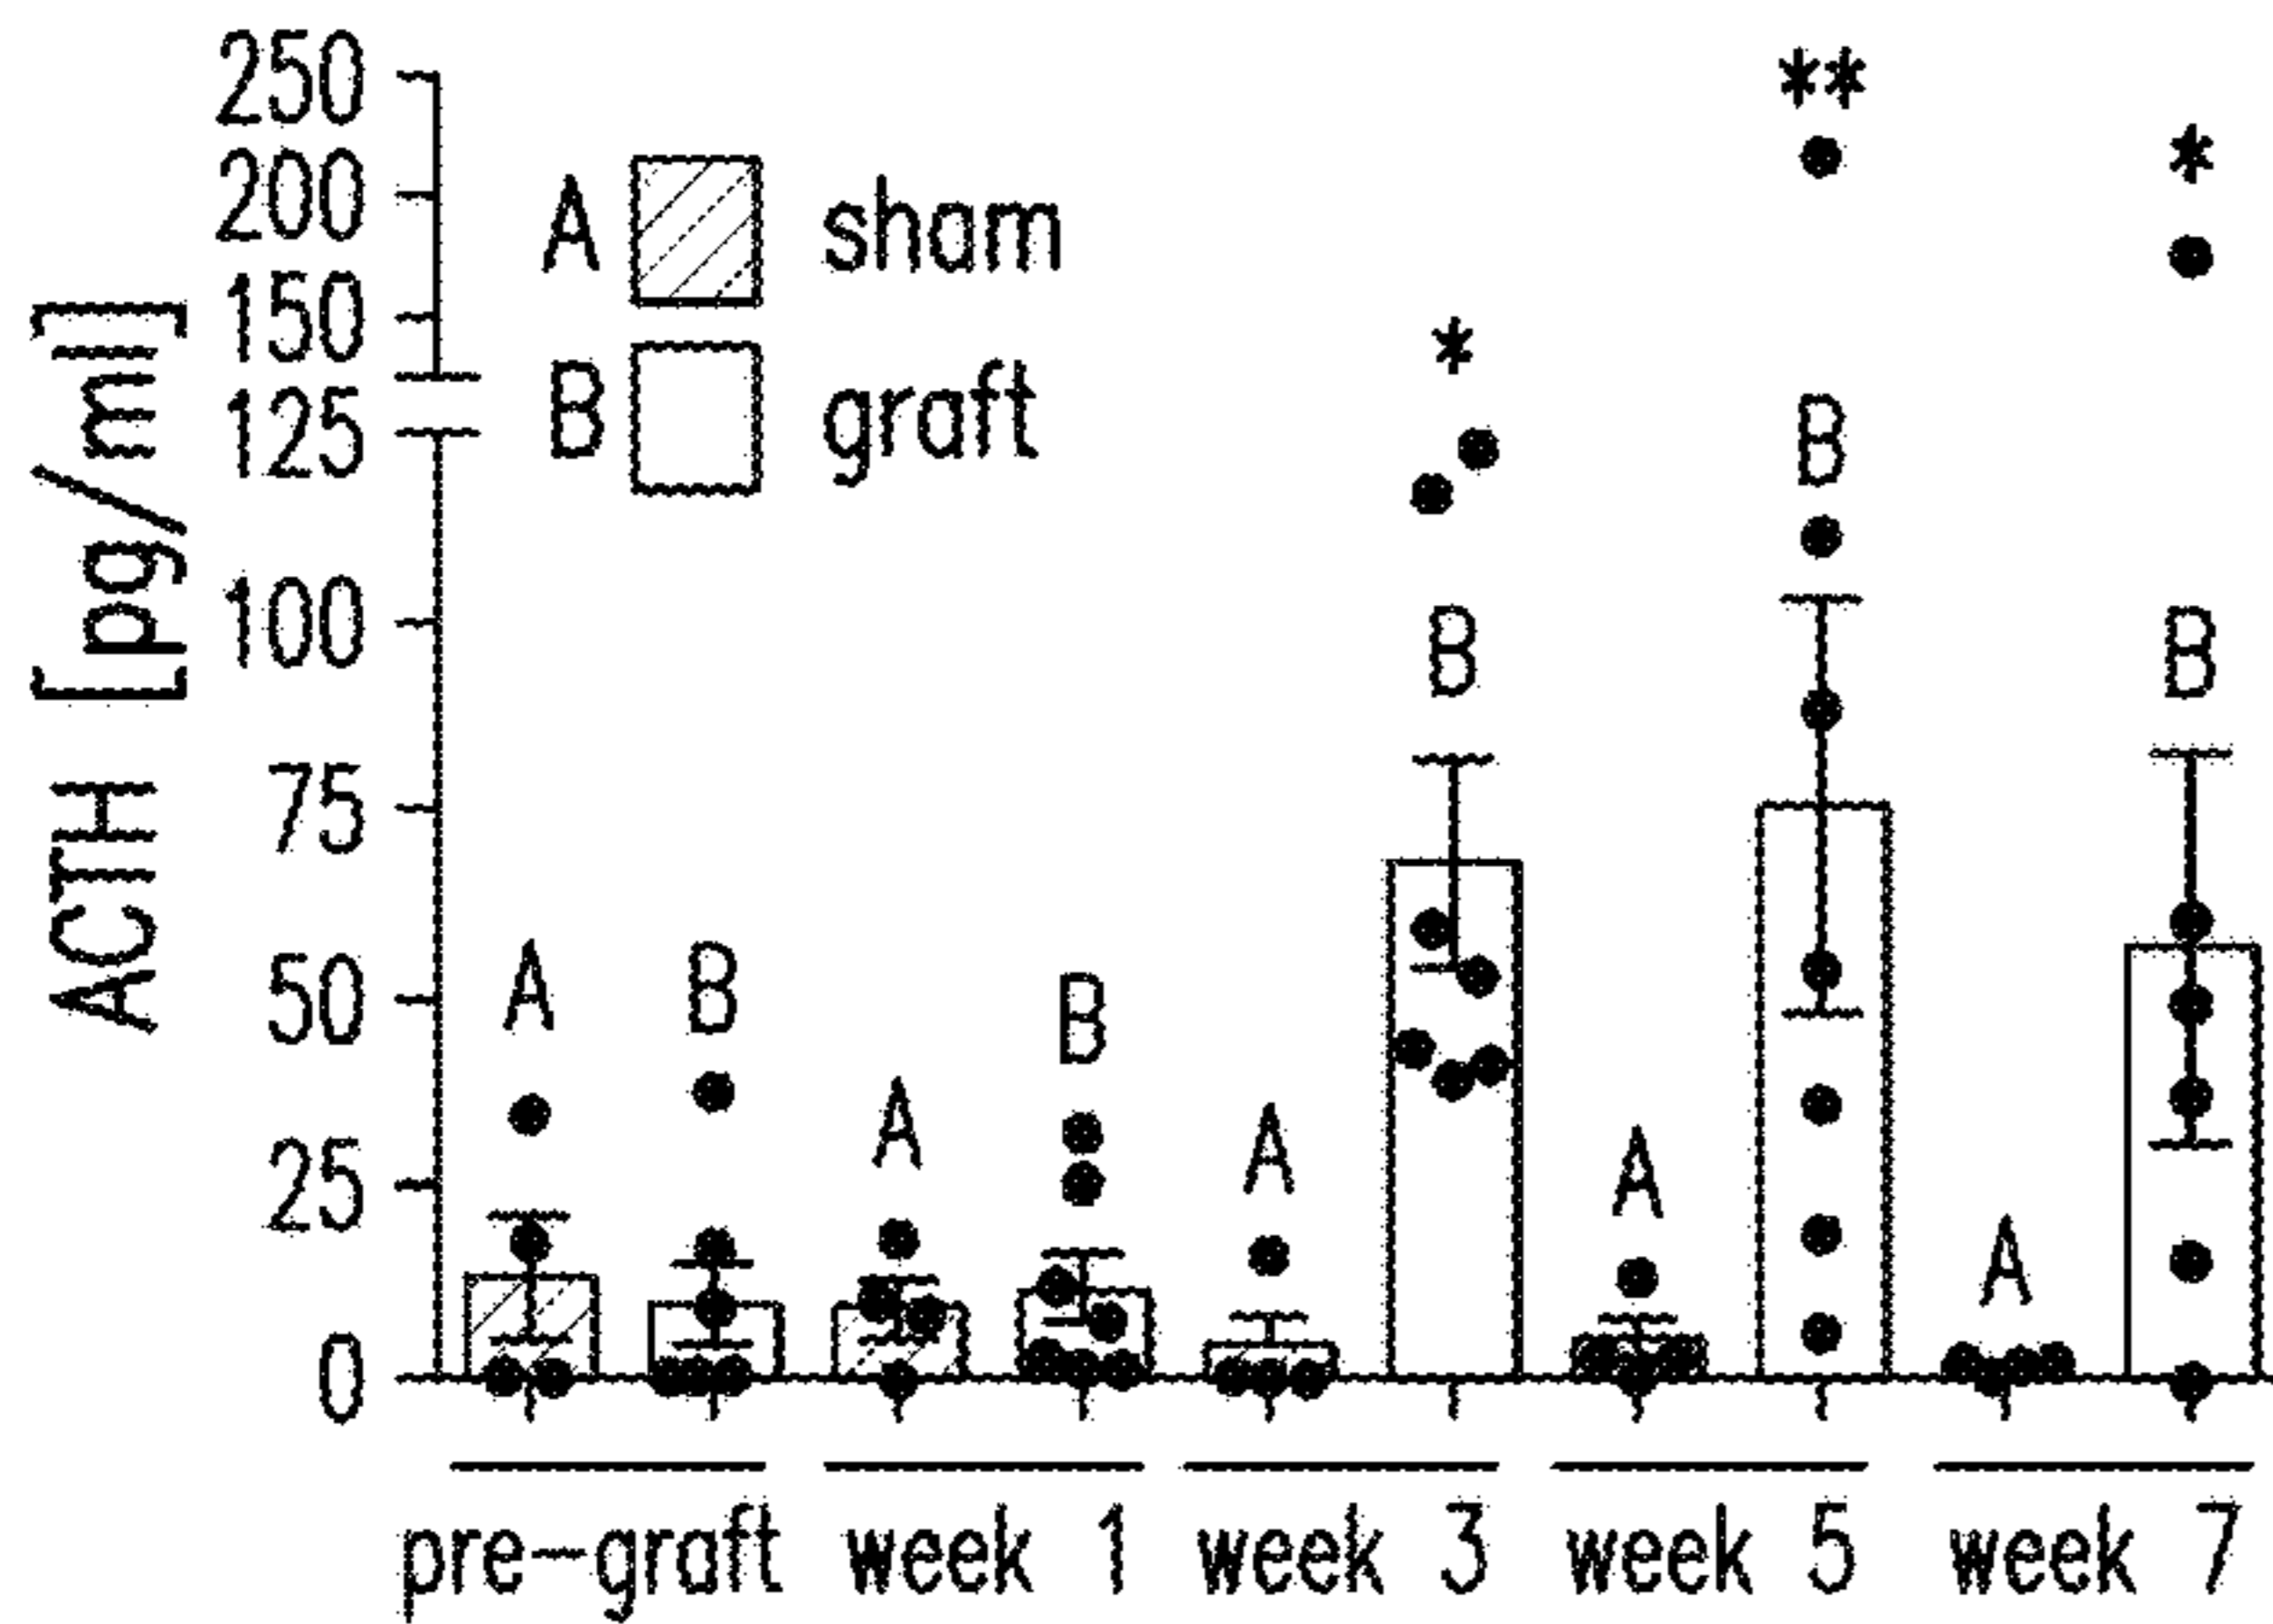 ACTH [pg/ml]
250
200
150
125
100
75
50
25
0
A sham
B graft
A B A B A B A B A B
* ** *
pre-graft week 1 week 3 week 5 week 7